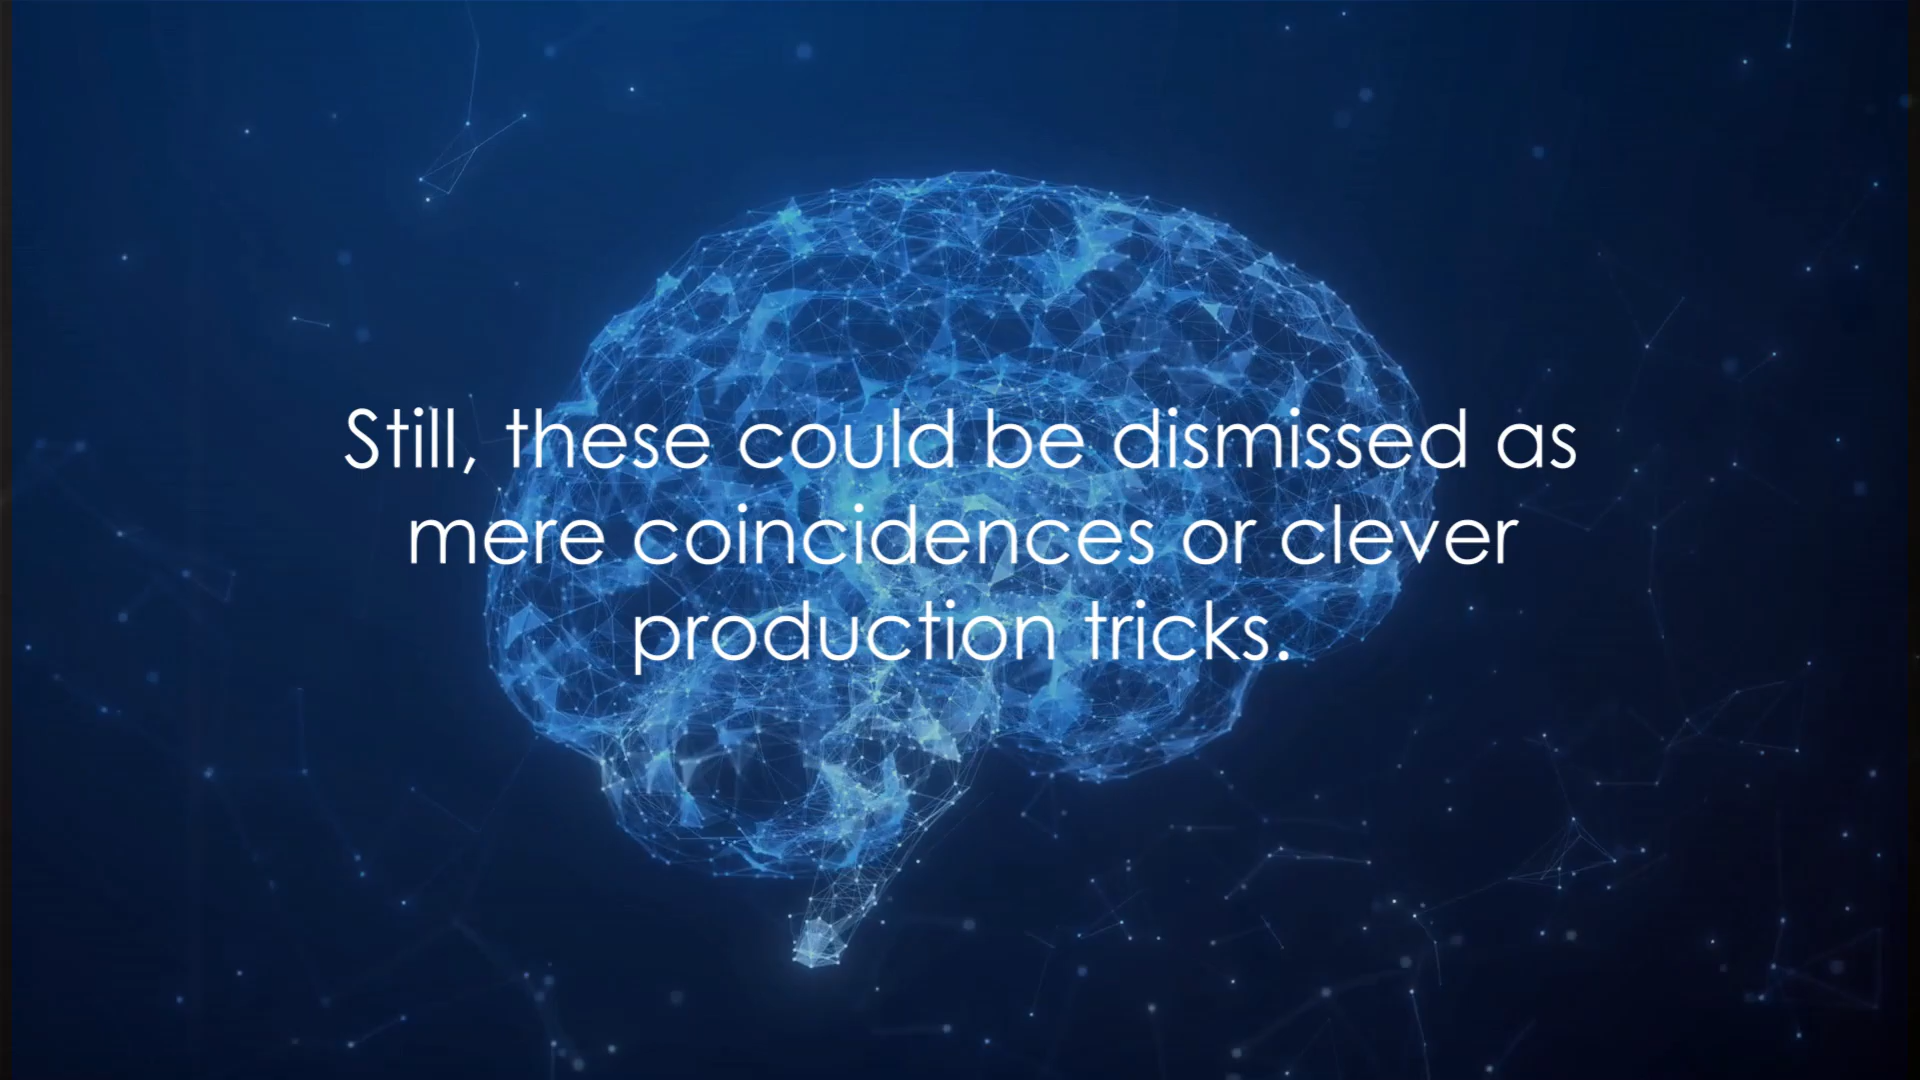 Still, these could be dismissed as
mere coincidences or clever
production tricks.